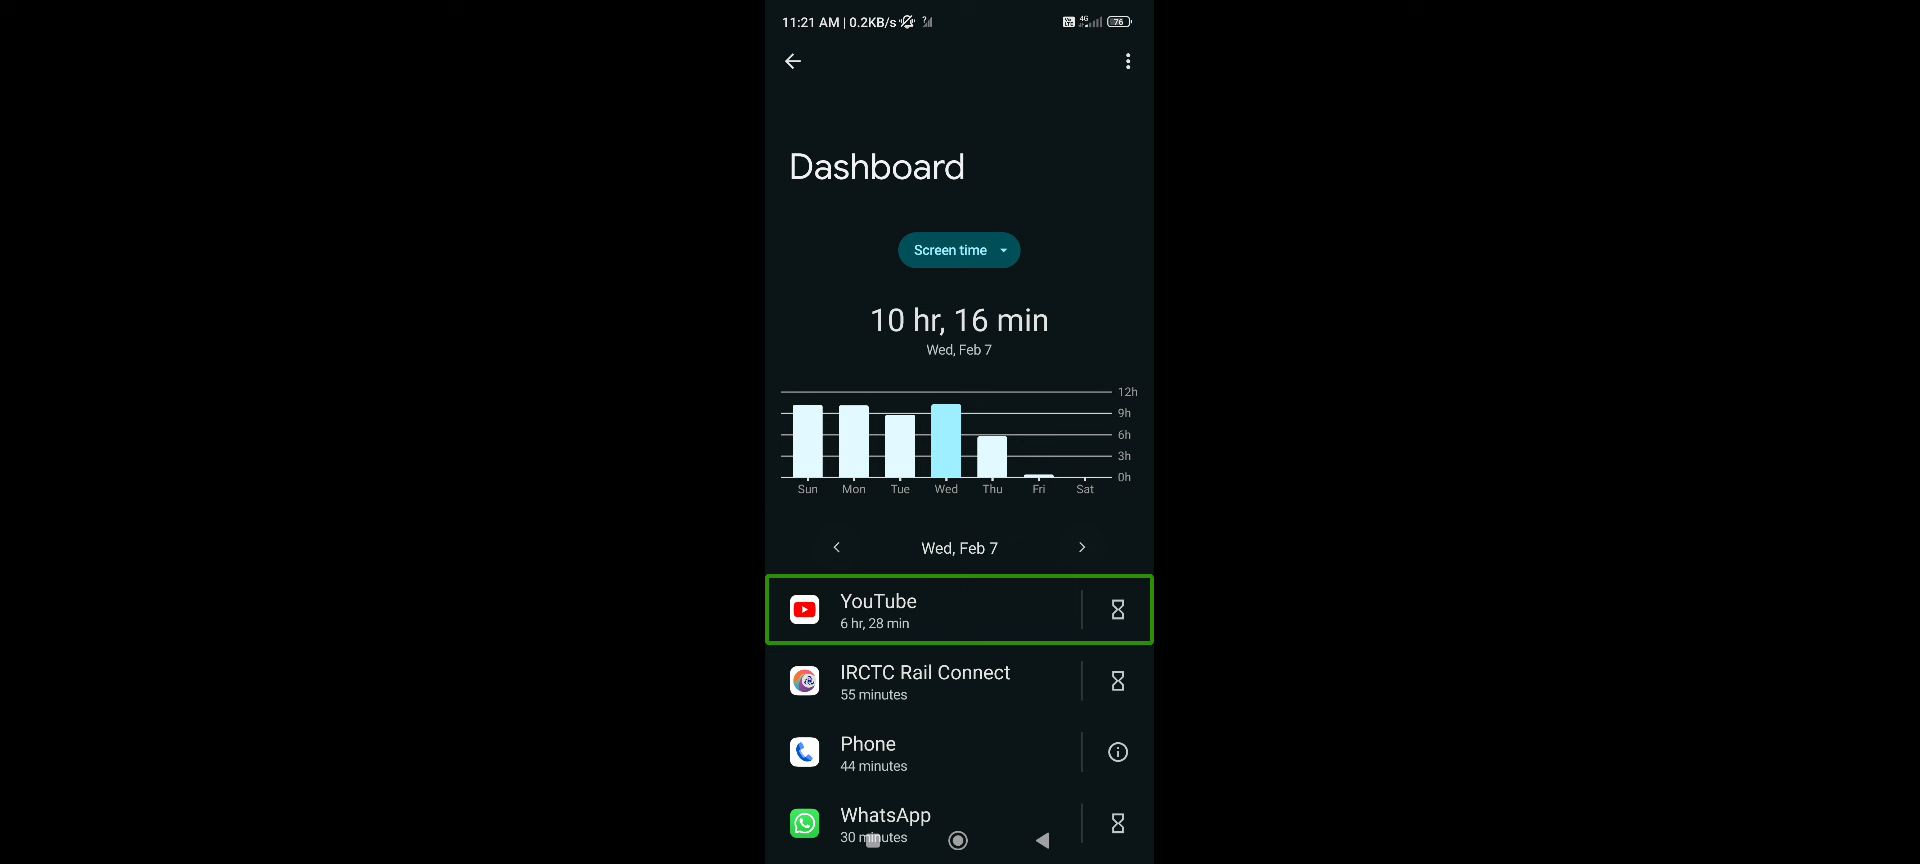 11:21 AM | 0.2KB/s
4G
76
Dashboard
Screen time
10 hr, 16 min
Wed, Feb 7
12h
9h
6h
3h
0h
Sun Mon Tue Wed Thu Fri Sat
Wed, Feb 7
YouTube
6 hr, 28 min
IRCTC Rail Connect
55 minutes
Phone
44 minutes
WhatsApp
30 minutes